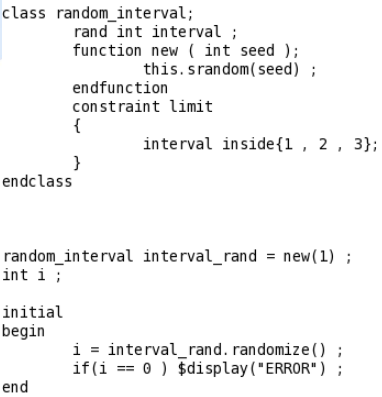 class random_interval;
rand int interval ;
function new ( int seed );
this.srandom(seed) ;
endfunction
constraint limit
{
interval inside{1 , 2 , 3};
}
endclass
random_interval interval_rand = new(1) ;
int i ;
initial
begin
i = interval_rand.randomize() ;
if(i == 0 ) $display("ERROR") ;
end